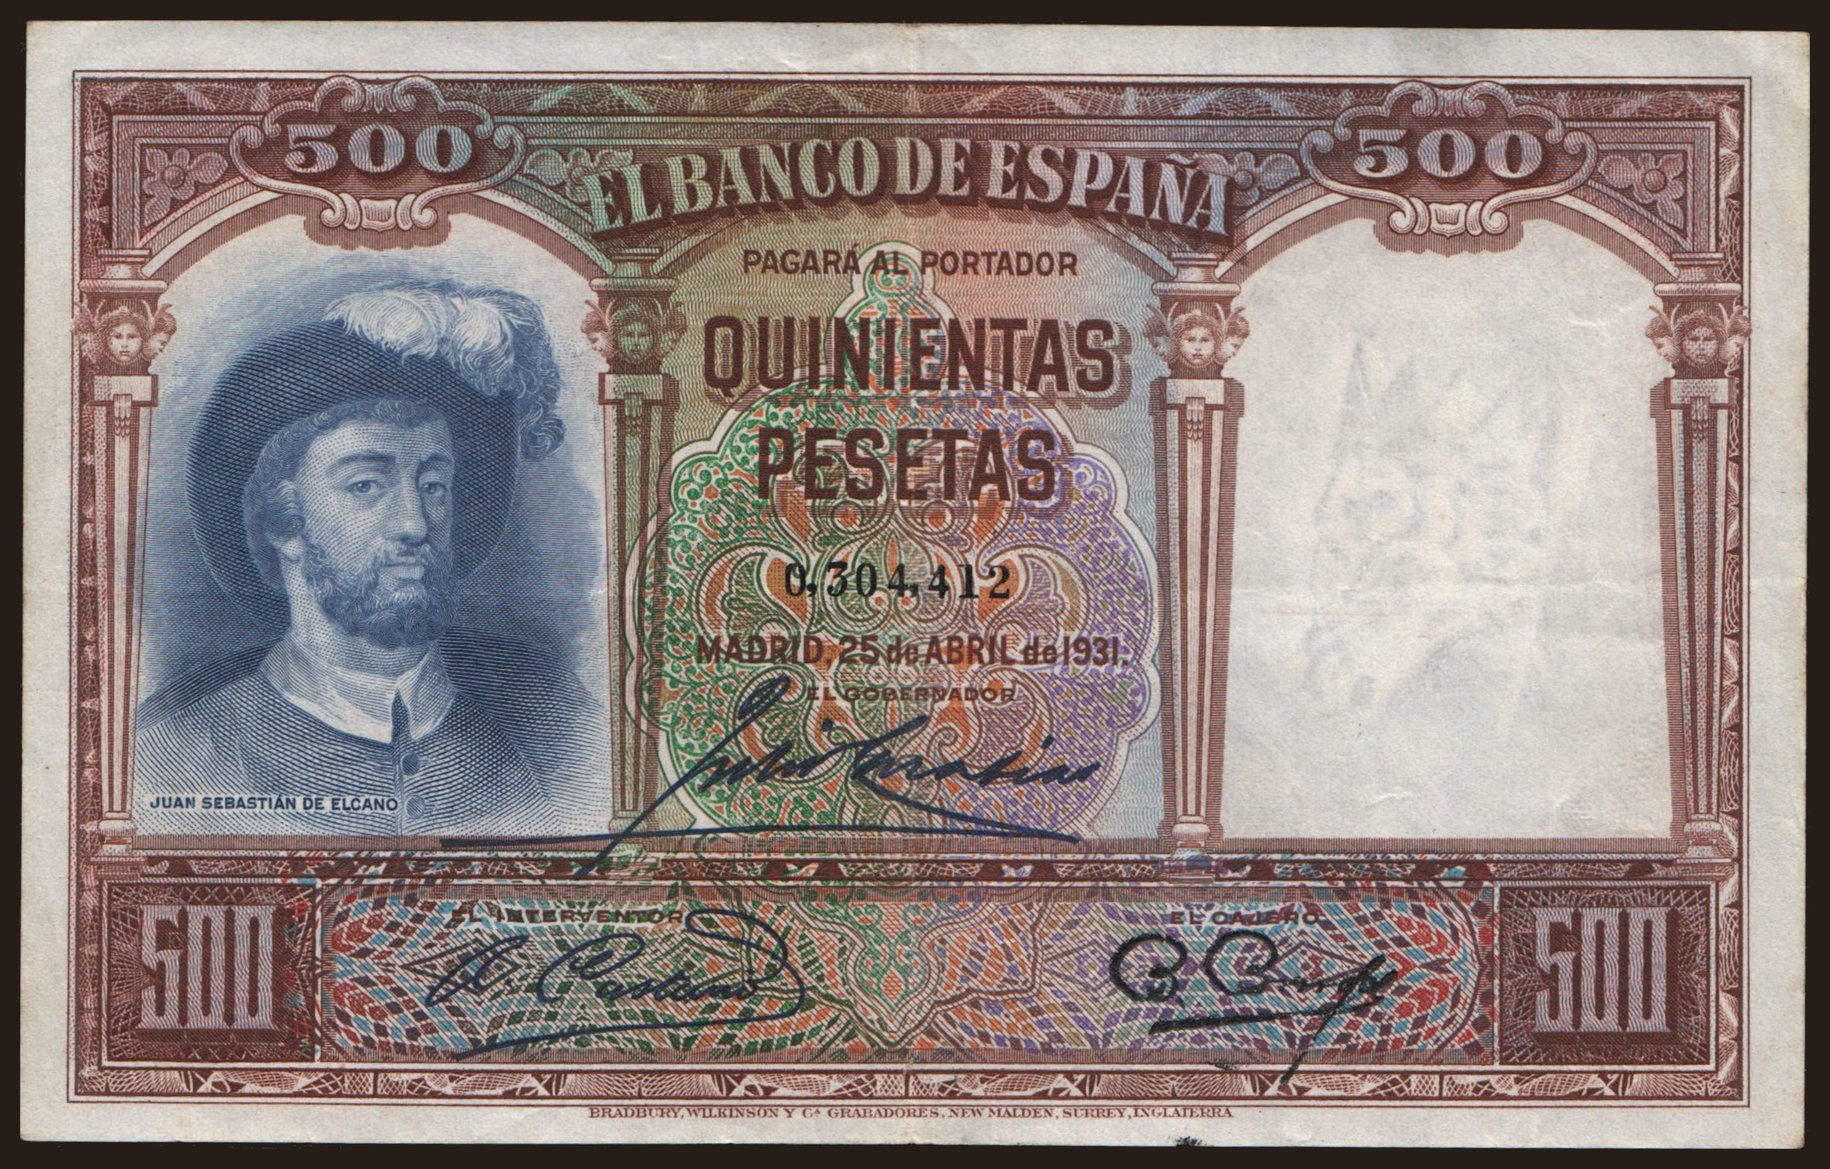 500 500
EL BANCO DE ESPAÑA
PAGARÁ AL PORTADOR
QUINIENTAS
PESETAS
0,304,412
MADRID, 25 de ABRIL de 1931.
EL GOBERNADOR
JUAN SEBASTIÁN DE ELCANO
EL INTERVENTOR EL CAJERO
500 500
BRADBURY, WILKINSON Y Cª GRABADORES, NEW MALDEN, SURREY, INGLATERRA